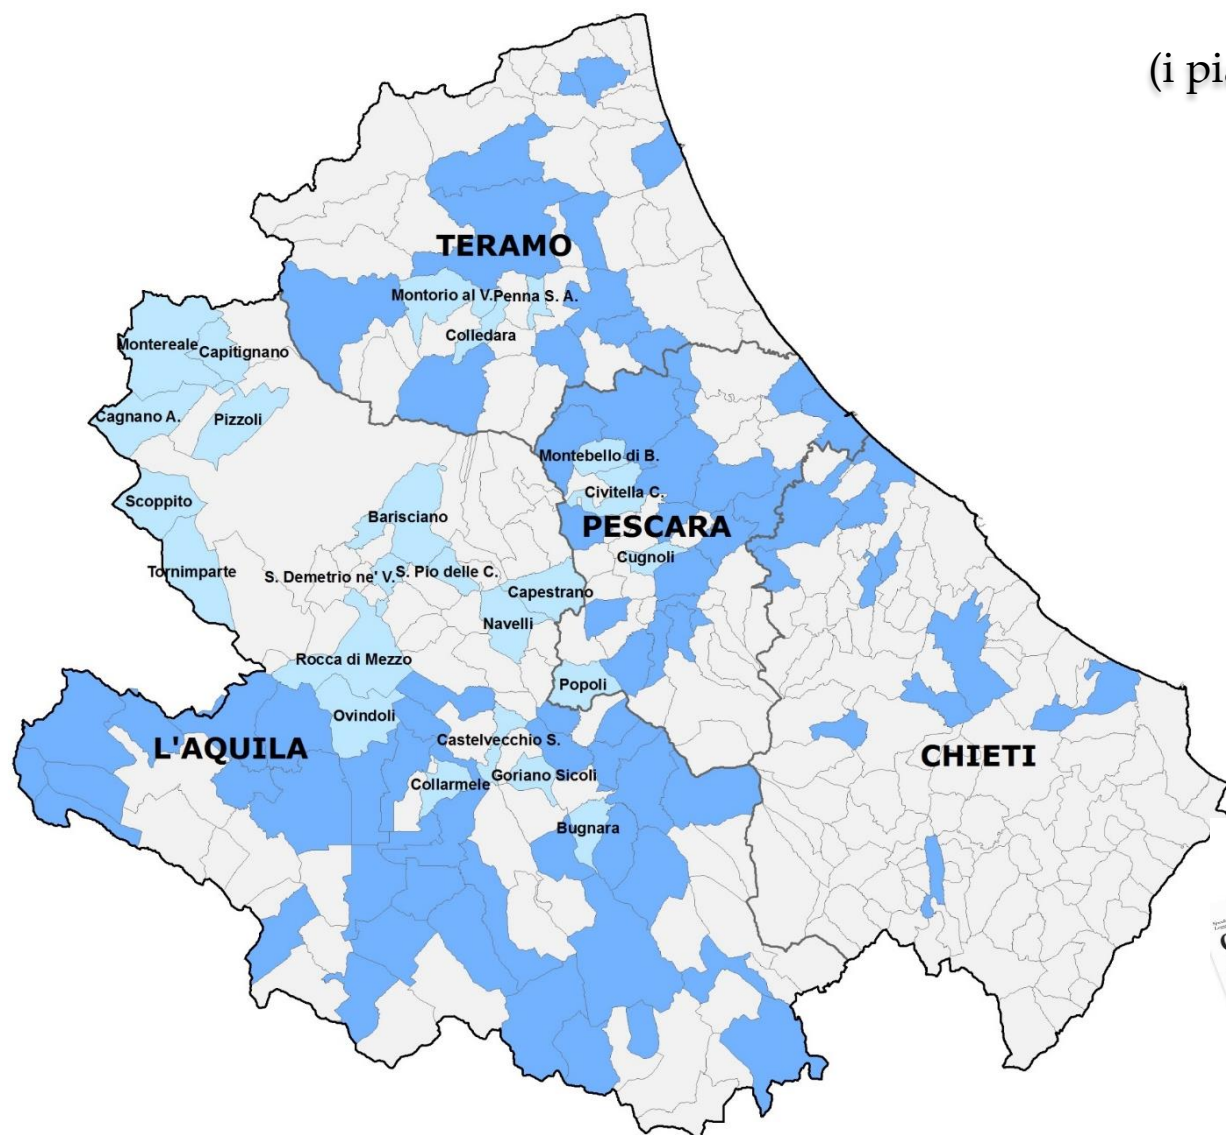 (i pia
TERAMO
Montorio al V.
Penna S. A.
Colledara
Montereale
Capitignano
Cagnano A.
Pizzoli
Montebello di B.
Civitella C.
Scoppito
Barisciano
PESCARA
Cugnoli
Tornimparte
S. Demetrio ne' V.
S. Pio delle C.
Capestrano
Navelli
Rocca di Mezzo
Popoli
Ovindoli
L'AQUILA
Castelvecchio S.
CHIETI
Collarmele
Goriano Sicoli
Bugnara